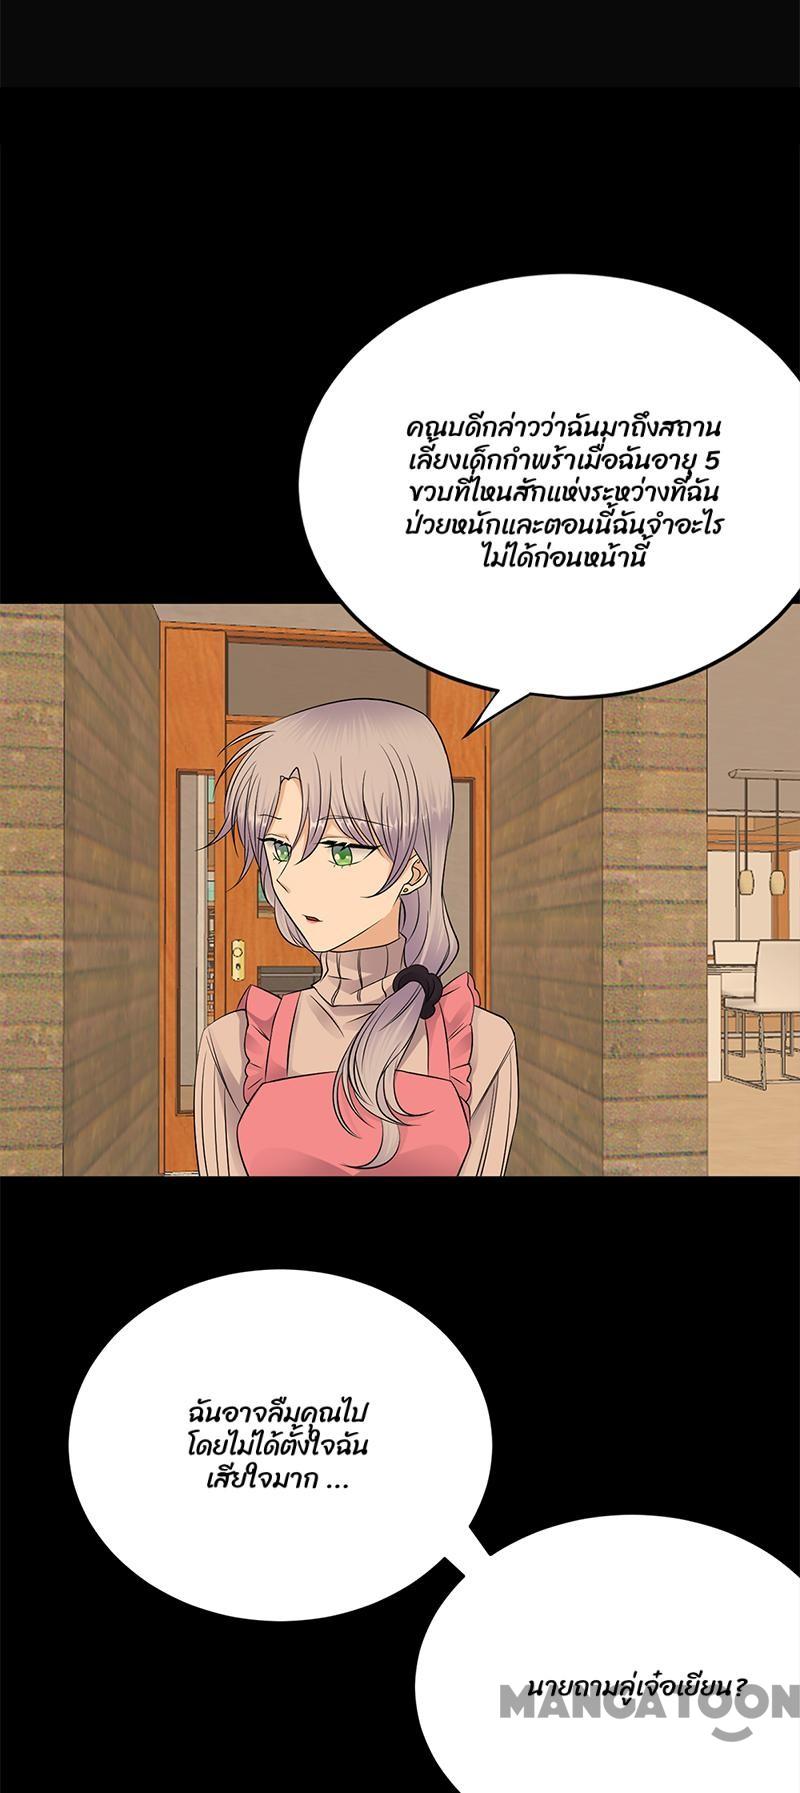 คณบดีกล่าวว่าฉันมาถึงสถาน
เลี้ยงเด็กกำพร้าเมื่อฉันอายุ 5
ขวบที่ไหนสักแห่งระหว่างที่ฉัน
ป่วยหนักและตอนนี้ฉันจำอะไร
ไม่ได้ก่อนหน้านี้
ฉันอาจลืมคุณไป
โดยไม่ได้ตั้งใจฉัน
เสียใจมาก ...
นายถามลู่เจ๋อเยียน?
MANGATOON